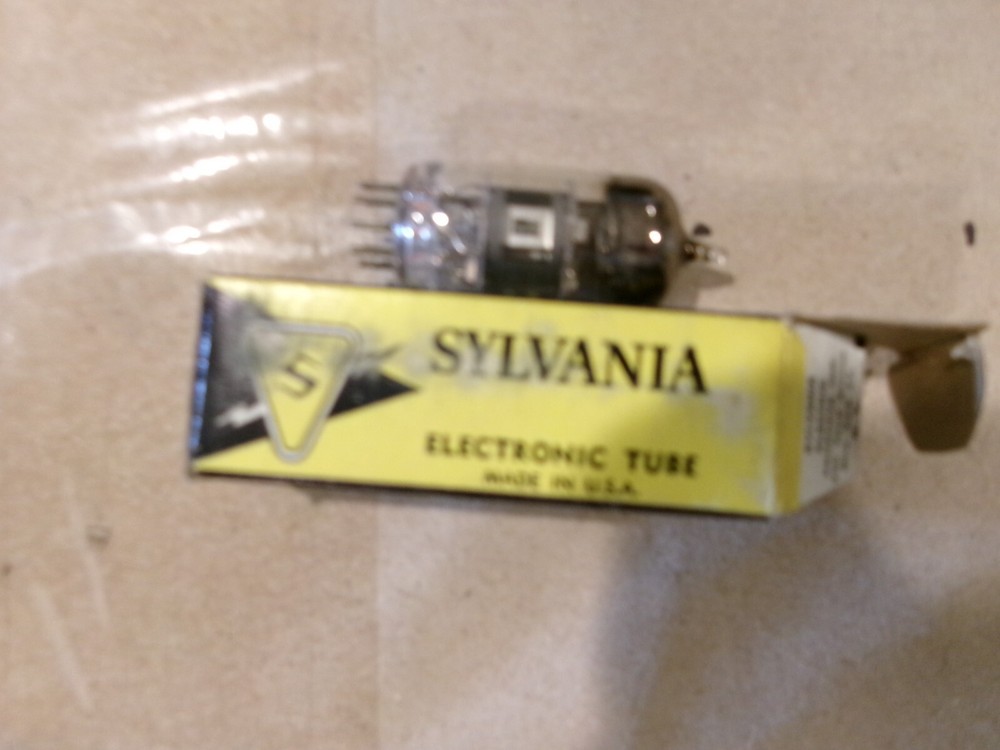 S
SYLVANIA
ELECTRONIC TUBE
MADE IN U.S.A.